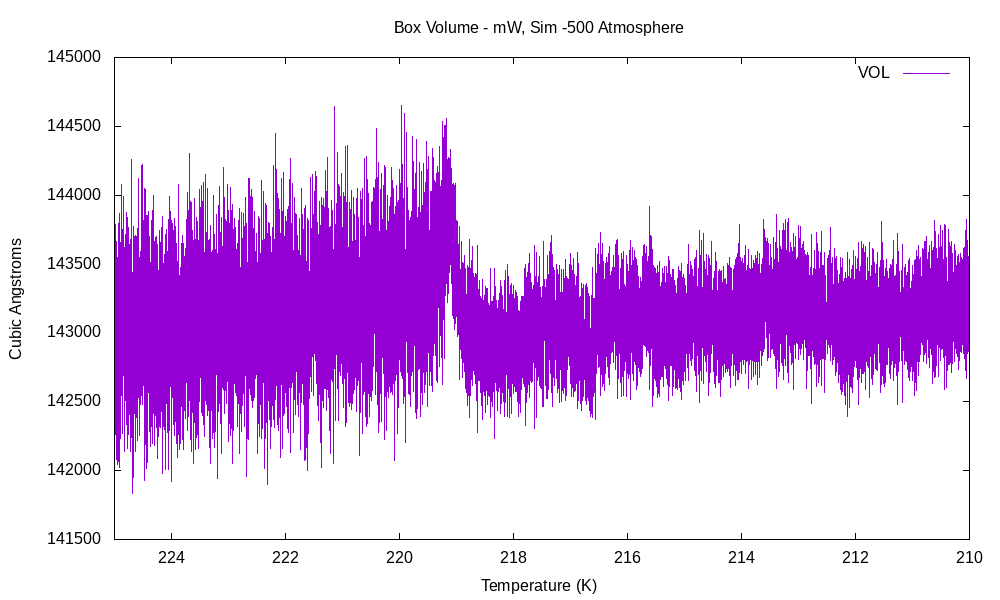 Box Volume - mW, Sim -500 Atmosphere
VOL
145000
144500
144000
143500
143000
142500
142000
141500
Cubic Angstroms
224 222 220 218 216 214 212 210
Temperature (K)